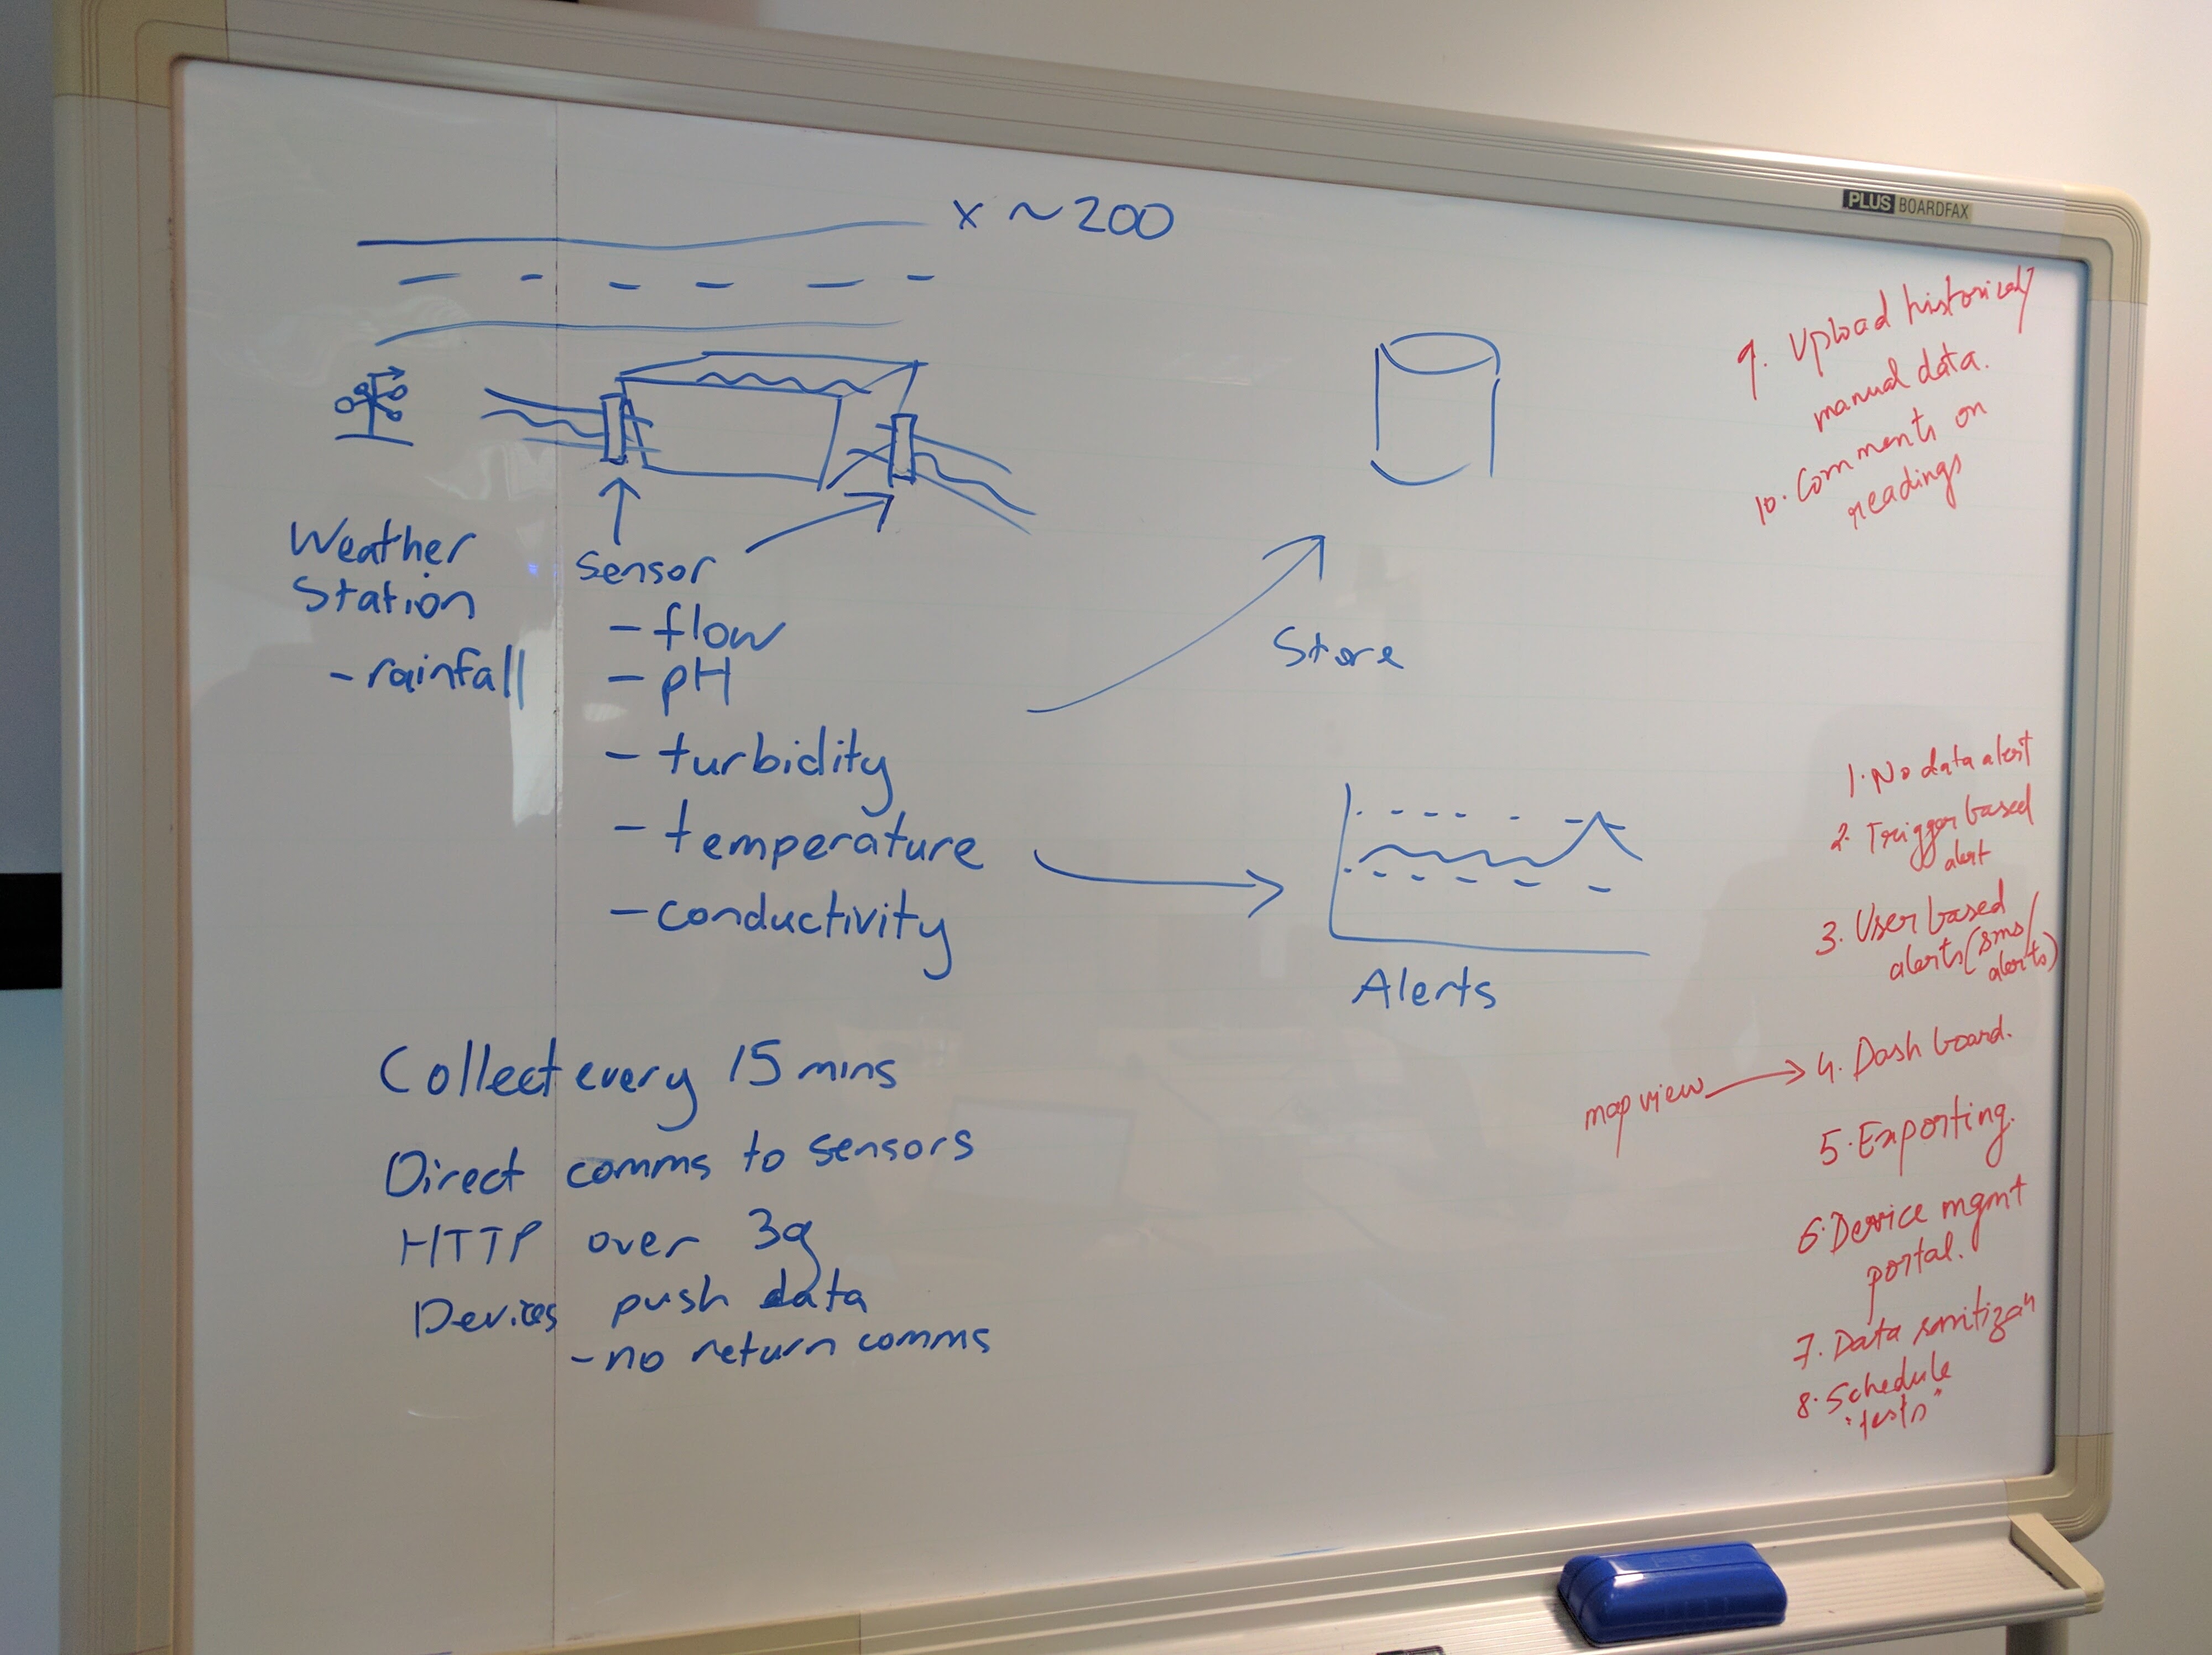 x ~200
PLUS BOARDFAX
Weather
Station
- rainfall
Sensor
- flow
- pH
- turbidity
- temperature
- conductivity
Collect every 15 mins
Direct comms to sensors
HTTP over 3g
Devices push data
- no return comms
Store
Alerts
9. Upload historical/
manual data.
10. Comments on
readings
1. No data alert
2. Trigger based
alert
3. User based
alerts (sms/
alerts)
map view
4. Dash board.
5. Exporting.
6. Device mgmt
portal.
7. Data
8. Schedule
"tests"